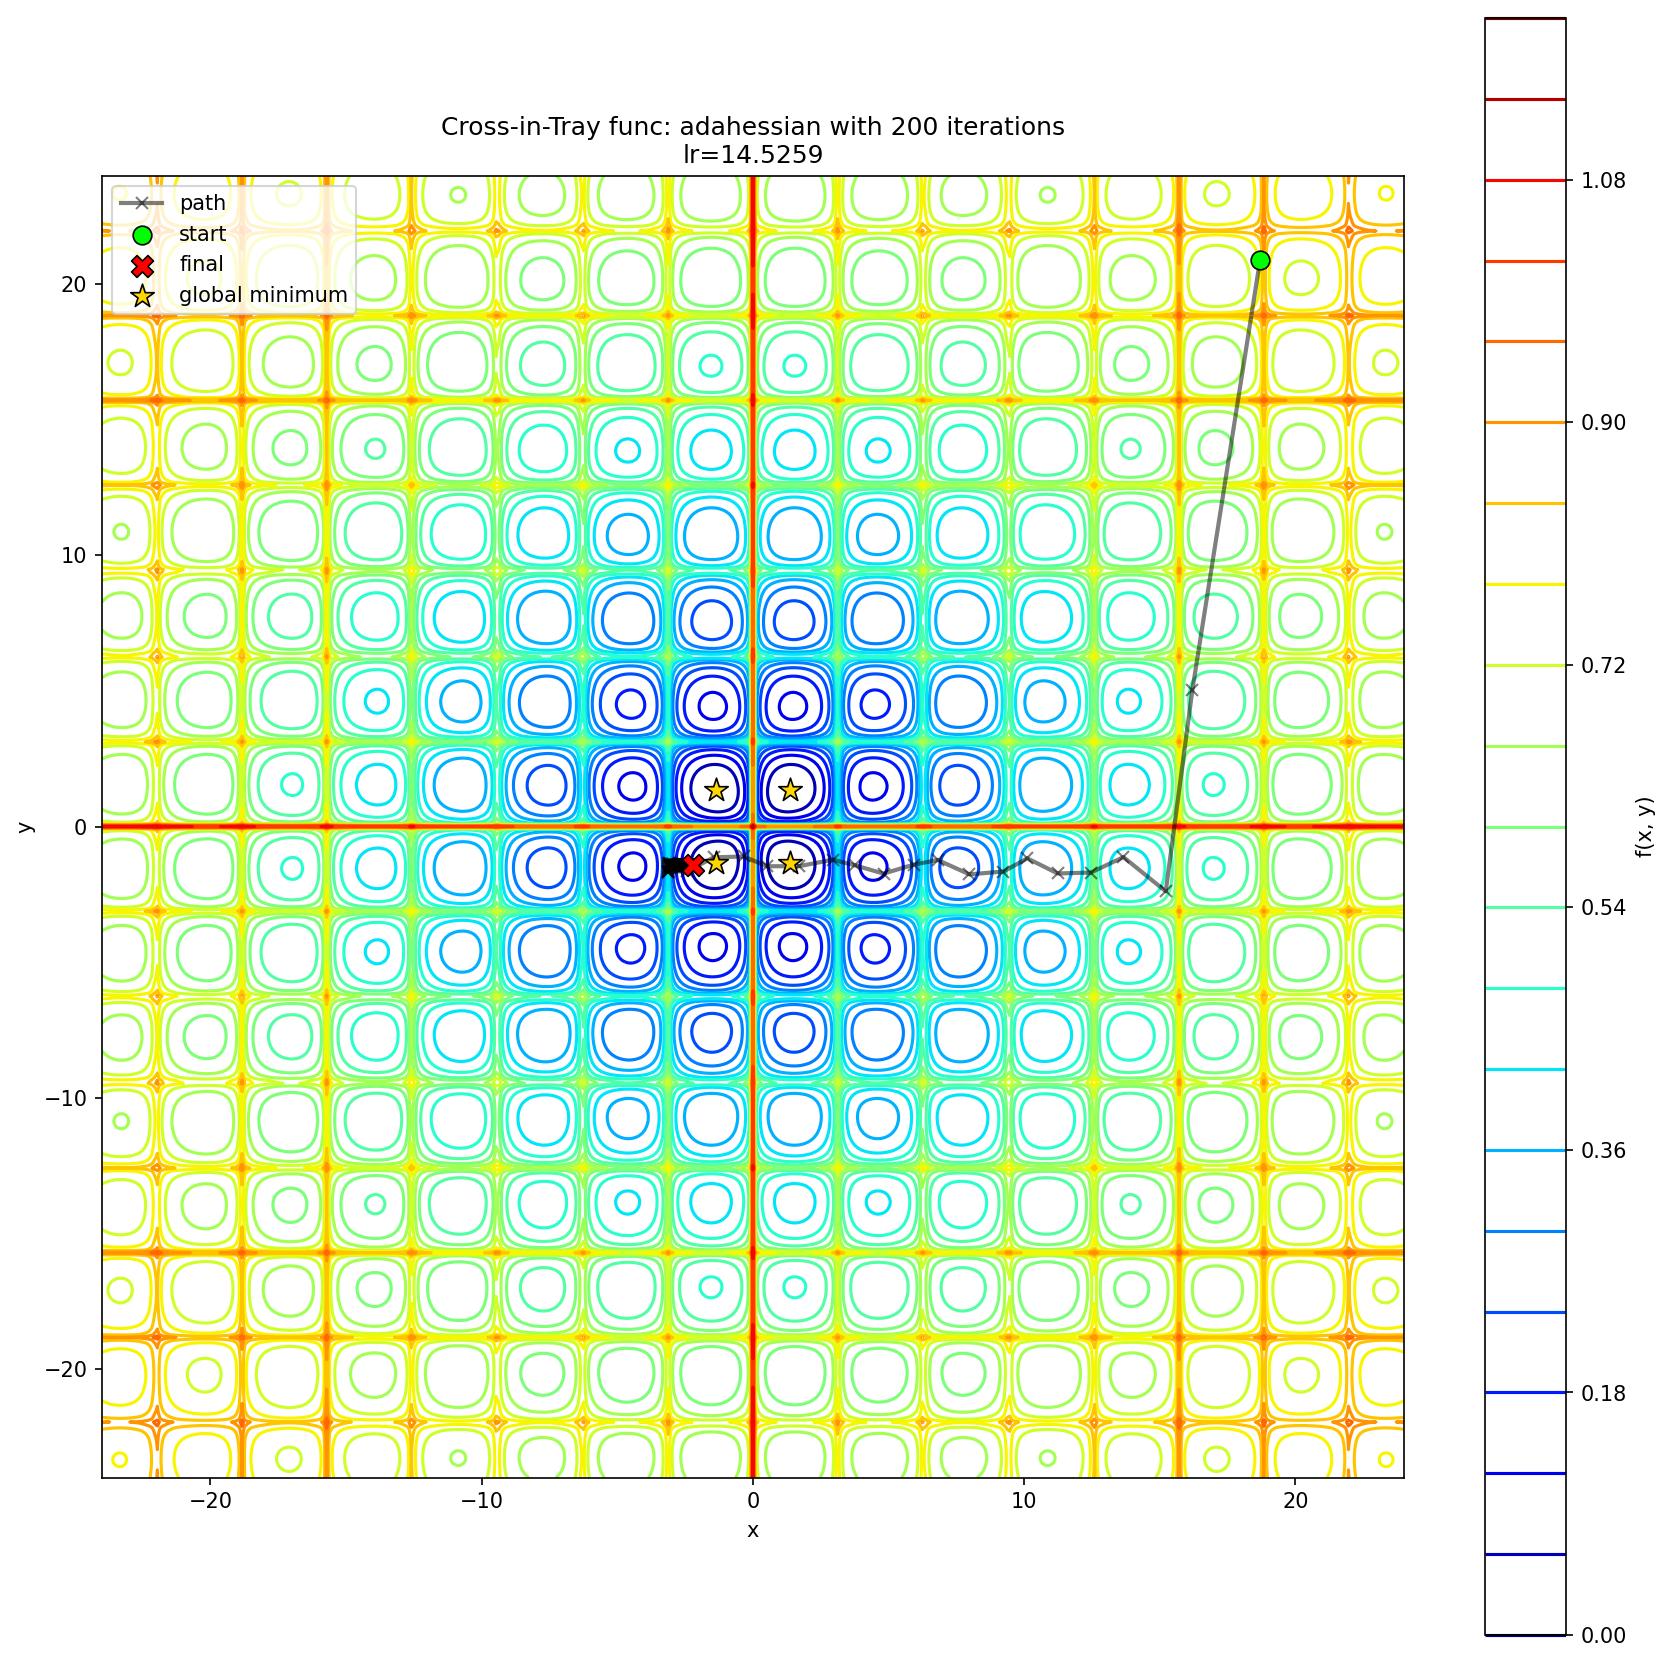 Cross-in-Tray func: adahessian with 200 iterations
lr=14.5259
path
start
final
global minimum
20
10
0
−10
−20
y
−20
−10
0
10
20
x
1.08
0.90
0.72
0.54
0.36
0.18
0.00
f(x, y)